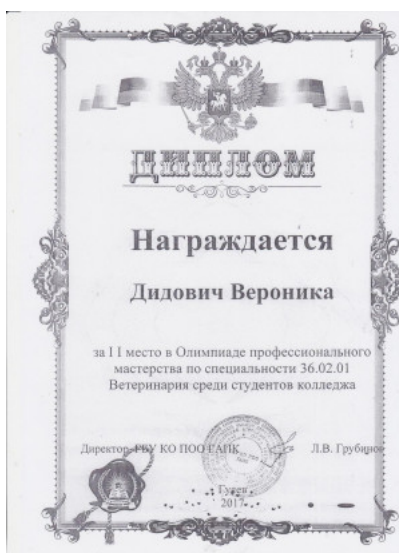 ДИПЛОМ
Награждается
Дидович Вероника
за I I место в Олимпиаде профессионального
мастерства по специальности 36.02.01
Ветеринария среди студентов колледжа
Директор ГБУ КО ПОО ГАПК Л.В. Грубинов
Гусев
2017